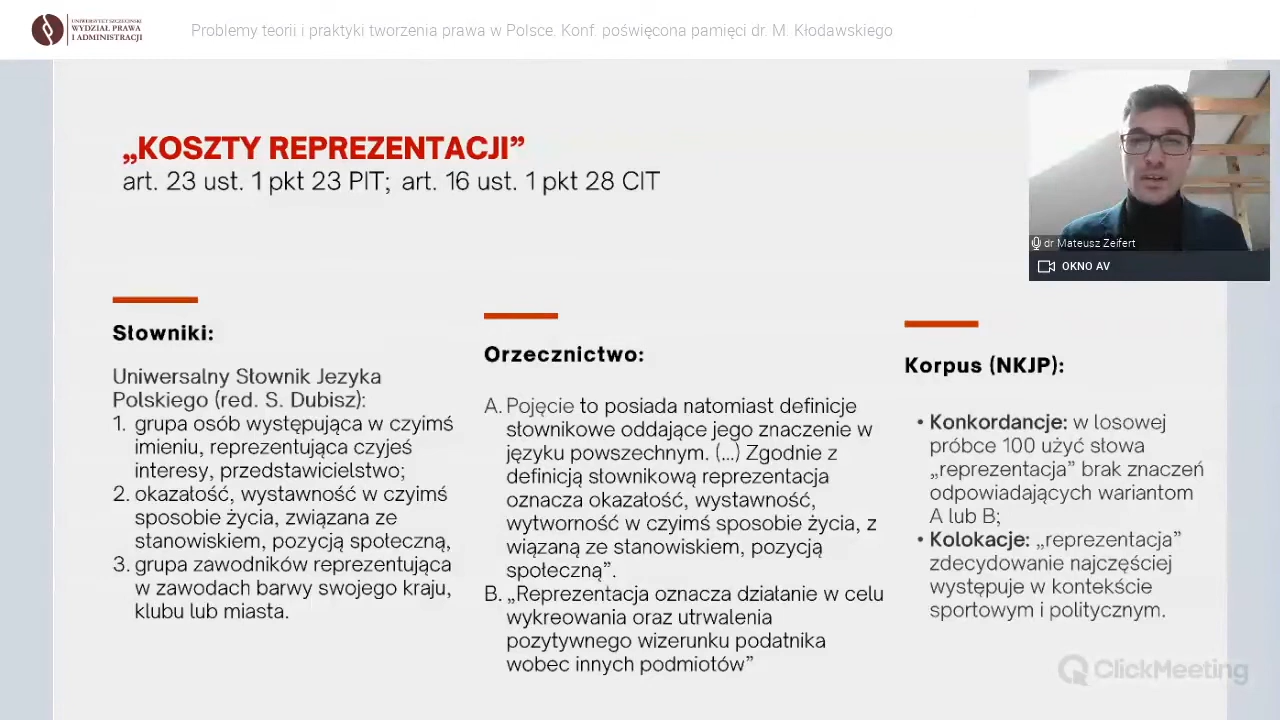 UNIWERSYTET SZCZECIŃSKI
WYDZIAŁ PRAWA
I ADMINISTRACJI
Problemy teorii i praktyki tworzenia prawa w Polsce. Konf. poświęcona pamięci dr. M. Kłodawskiego
„KOSZTY REPREZENTACJI”
art. 23 ust. 1 pkt 23 PIT; art. 16 ust. 1 pkt 28 CIT
dr Mateusz Zeifert
OKNO AV
Słowniki:
Uniwersalny Słownik Jezyka
Polskiego (red. S. Dubisz):
1. grupa osób występująca w czyimś
imieniu, reprezentująca czyjeś
interesy, przedstawicielstwo;
2. okazałość, wystawność w czyimś
sposobie życia, związana ze
stanowiskiem, pozycją społeczną,
3. grupa zawodników reprezentująca
w zawodach barwy swojego kraju,
klubu lub miasta.
Orzecznictwo:
A. Pojęcie to posiada natomiast definicje
słownikowe oddające jego znaczenie w
języku powszechnym. (...) Zgodnie z
definicją słownikową reprezentacja
oznacza okazałość, wystawność,
wytworność w czyimś sposobie życia, z
wiązaną ze stanowiskiem, pozycją
społeczną”.
B. „Reprezentacja oznacza działanie w celu
wykreowania oraz utrwalenia
pozytywnego wizerunku podatnika
wobec innych podmiotów”
Korpus (NKJP):
• Konkordancje: w losowej
próbce 100 użyć słowa
„reprezentacja” brak znaczeń
odpowiadających wariantom
A lub B;
• Kolokacje: „reprezentacja”
zdecydowanie najczęściej
występuje w kontekście
sportowym i politycznym.
ClickMeeting